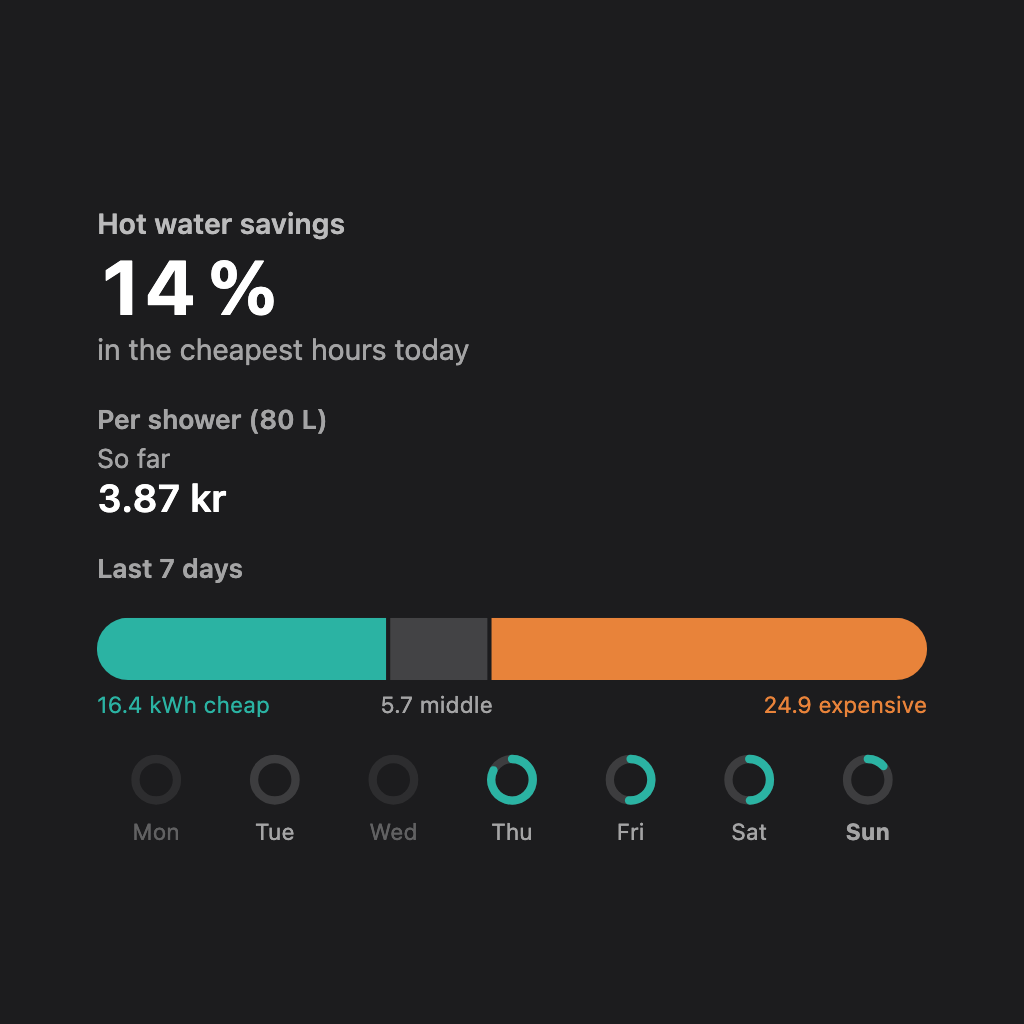 Hot water savings
14 %
in the cheapest hours today
Per shower (80 L)
So far
3.87 kr
Last 7 days
16.4 kWh cheap 5.7 middle 24.9 expensive
Mon Tue Wed Thu Fri Sat Sun